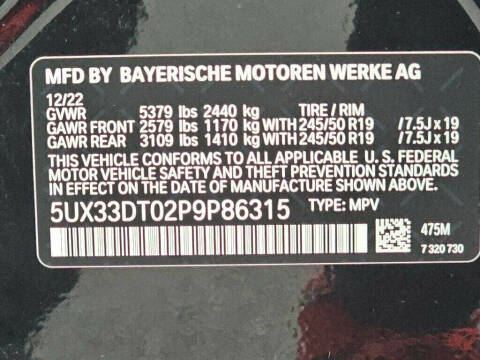 MFD BY BAYERISCHE MOTOREN WERKE AG
12/22
GVWR 5379 lbs 2440 kg TIRE / RIM
GAWR FRONT 2579 lbs 1170 kg WITH 245/50 R19 /7.5J x 19
GAWR REAR 3109 lbs 1410 kg WITH 245/50 R19 /7.5J x 19
THIS VEHICLE CONFORMS TO ALL APPLICABLE U. S. FEDERAL
MOTOR VEHICLE SAFETY AND THEFT PREVENTION STANDARDS
IN EFFECT ON THE DATE OF MANUFACTURE SHOWN ABOVE.
5UX33DT02P9P86315 TYPE: MPV
475M
7 320 730